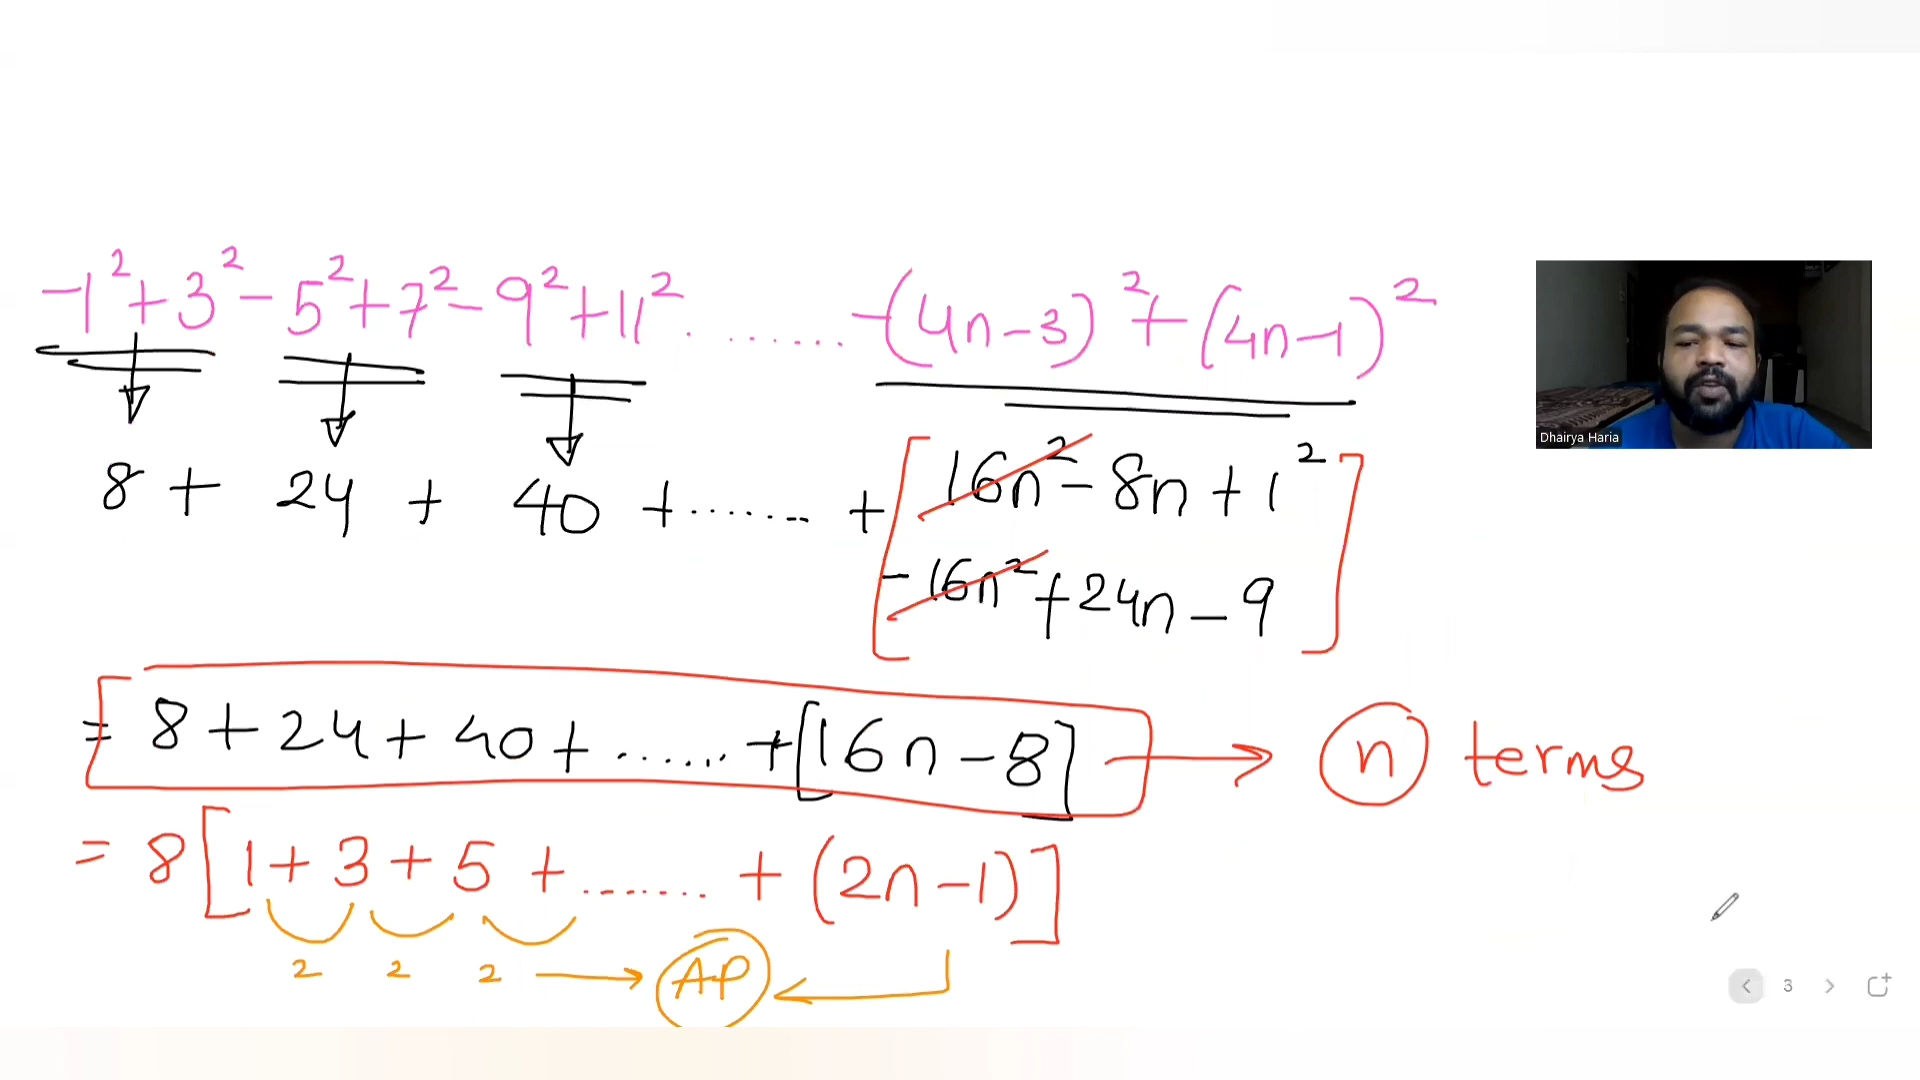 -1² + 3² - 5² + 7² - 9² + 11² ........ -(4n-3)² + (4n-1)²
8 + 24 + 40 + ....... + [16n² - 8n + 1²
- 16n² + 24n - 9]
= 8 + 24 + 40 + ...... + [16n - 8] → n terms
= 8[1 + 3 + 5 + ....... + (2n-1)]
2 2 2 → AP
Dhairya Haria
3